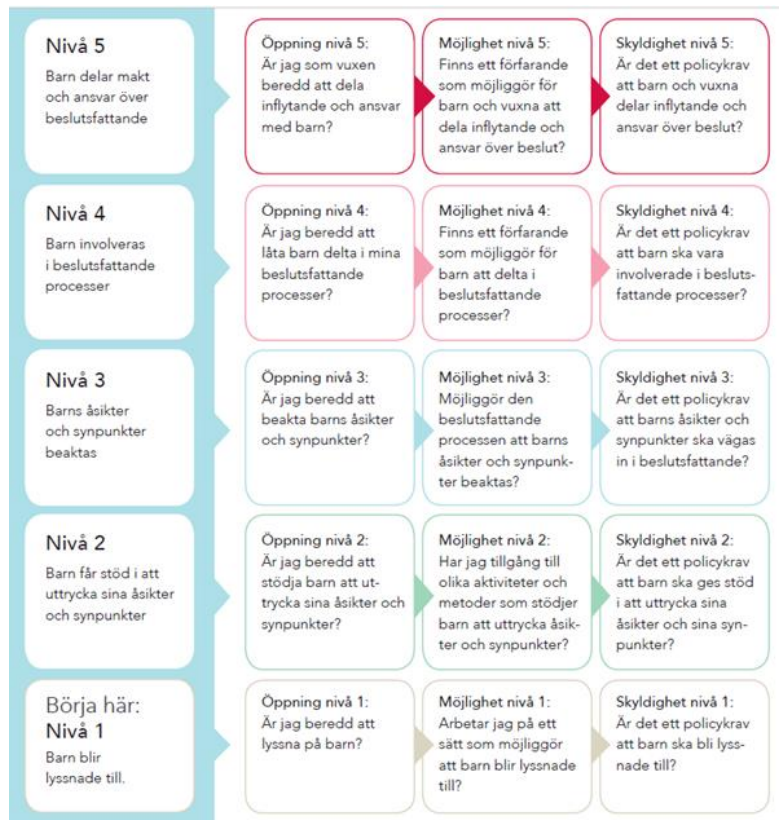 Nivå 5
Barn delar makt
och ansvar över
beslutsfattande
Öppning nivå 5:
Är jag som vuxen
beredd att dela
inflytande och ansvar
med barn?
Möjlighet nivå 5:
Finns ett förfarande
som möjliggör för
barn och vuxna att
dela inflytande och
ansvar över beslut?
Skyldighet nivå 5:
Är det ett policykrav
att barn och vuxna
delar inflytande och
ansvar över beslut?
Nivå 4
Barn involveras
i beslutsfattande
processer
Öppning nivå 4:
Är jag beredd att
låta barn delta i mina
beslutsfattande
processer?
Möjlighet nivå 4:
Finns ett förfarande
som möjliggör för
barn att delta i
beslutsfattande
processer?
Skyldighet nivå 4:
Är det ett policykrav
att barn ska vara
involverade i besluts-
fattande processer?
Nivå 3
Barns åsikter
och synpunkter
beaktas
Öppning nivå 3:
Är jag beredd att
beakta barns åsikter
och synpunkter?
Möjlighet nivå 3:
Möjliggör den
beslutsfattande
processen att barns
åsikter och synpunk-
ter beaktas?
Skyldighet nivå 3:
Är det ett policykrav
att barns åsikter och
synpunkter ska vägas
in i beslutsfattande?
Nivå 2
Barn får stöd i att
uttrycka sina åsikter
och synpunkter
Öppning nivå 2:
Är jag beredd att
stödja barn att ut-
trycka sina åsikter och
synpunkter?
Möjlighet nivå 2:
Har jag tillgång till
olika aktiviteter och
metoder som stödjer
barn att uttrycka åsik-
ter och synpunkter?
Skyldighet nivå 2:
Är det ett policykrav
att barn ska ges stöd
i att uttrycka sina
åsikter och sina syn-
punkter?
Börja här:
Nivå 1
Barn blir
lyssnade till.
Öppning nivå 1:
Är jag beredd att
lyssna på barn?
Möjlighet nivå 1:
Arbetar jag på ett
sätt som möjliggör
att barn blir lyssnade
till?
Skyldighet nivå 1:
Är det ett policykrav
att barn ska bli lyss-
nade till?